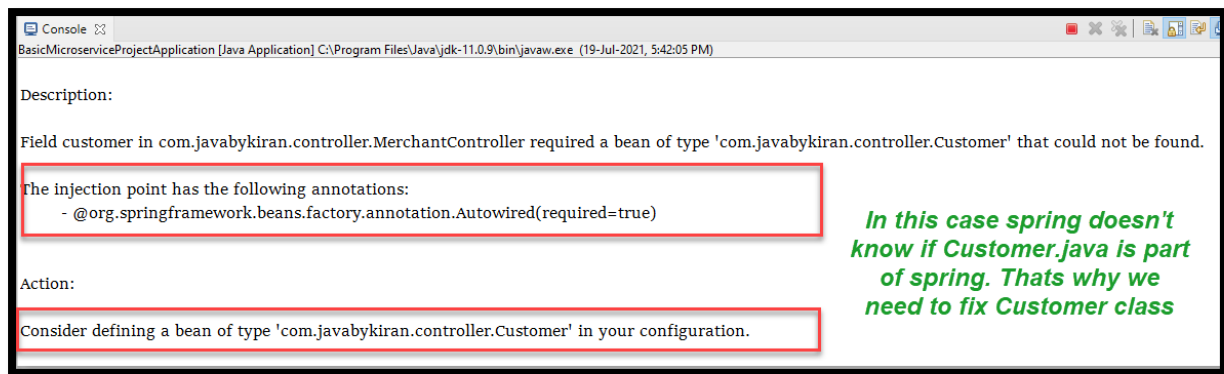 Console
BasicMicroserviceProjectApplication [Java Application] C:\Program Files\Java\jdk-11.0.9\bin\javaw.exe (19-Jul-2021, 5:42:05 PM)
Description:
Field customer in com.javabykiran.controller.MerchantController required a bean of type 'com.javabykiran.controller.Customer' that could not be found.
The injection point has the following annotations:
- @org.springframework.beans.factory.annotation.Autowired(required=true)
In this case spring doesn't
know if Customer.java is part
of spring. Thats why we
need to fix Customer class
Action:
Consider defining a bean of type 'com.javabykiran.controller.Customer' in your configuration.